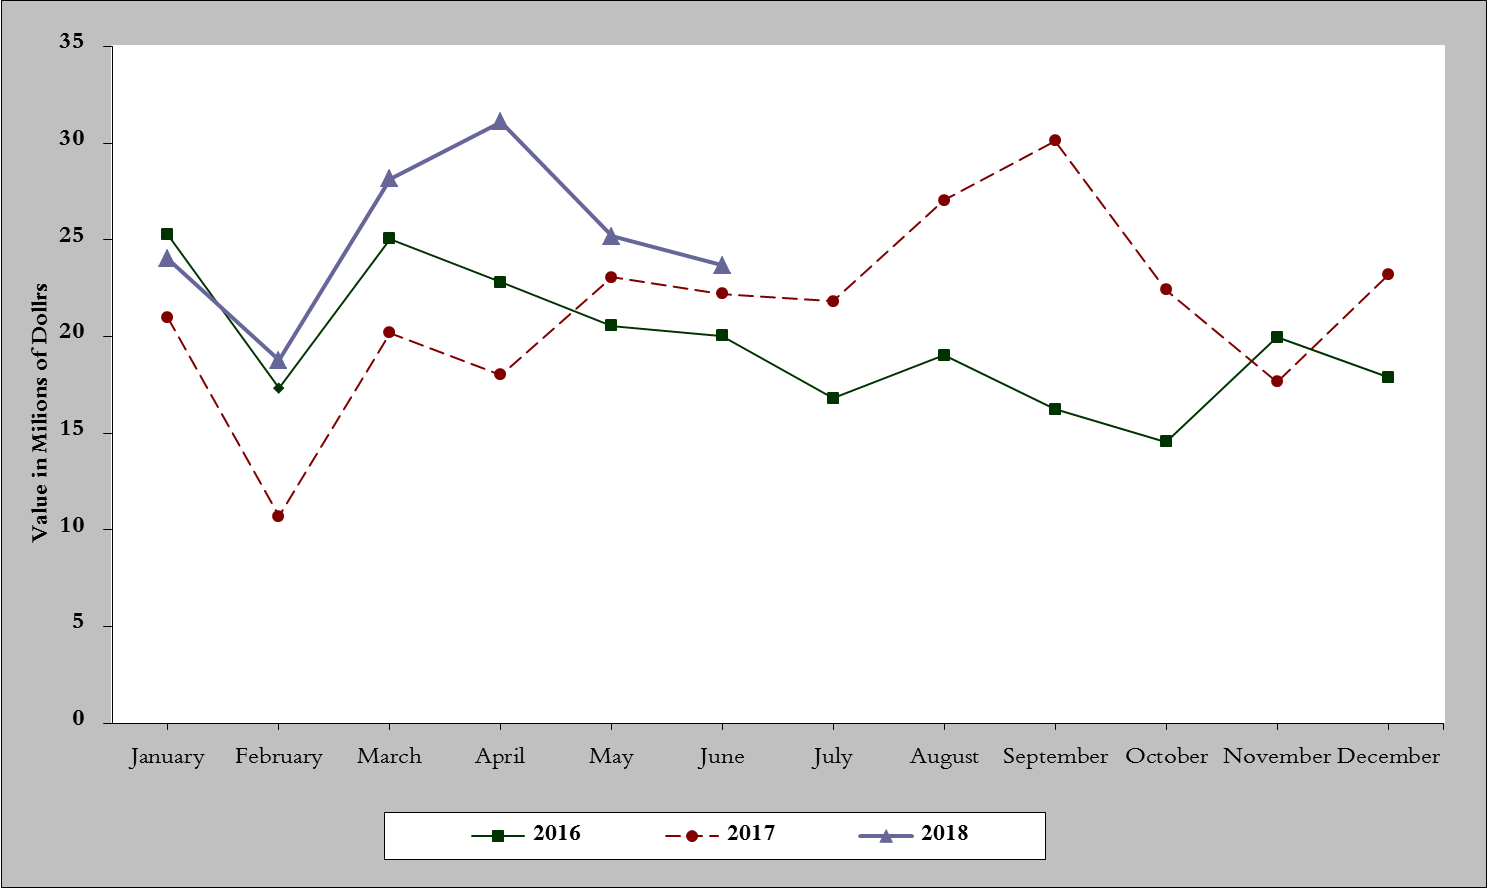 35
30
25
20
15
10
5
0
Value in Milions of Dollrs
January February March April May June July August September October November December
2016 2017 2018